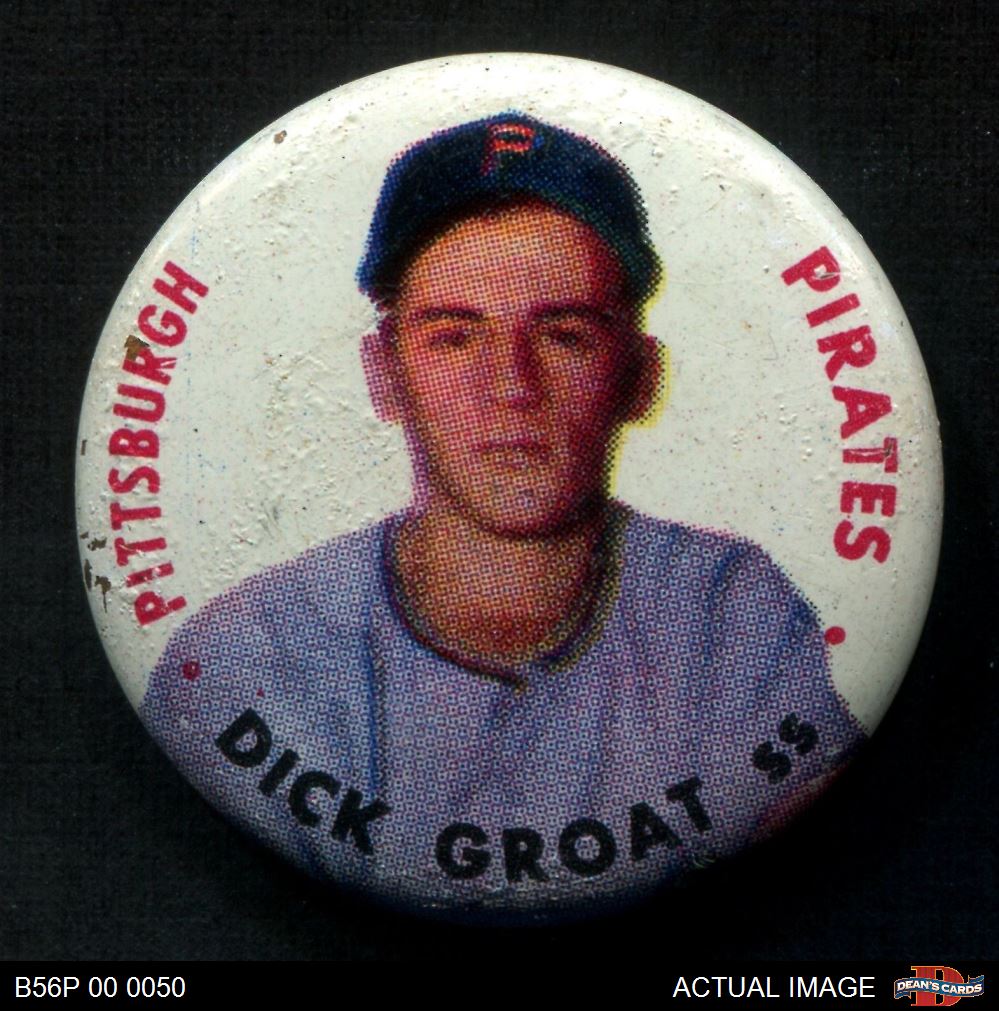 P
PITTSBURGH
PIRATES
DICK GROAT SS
B56P 00 0050
ACTUAL IMAGE
D
DEAN'S CARDS